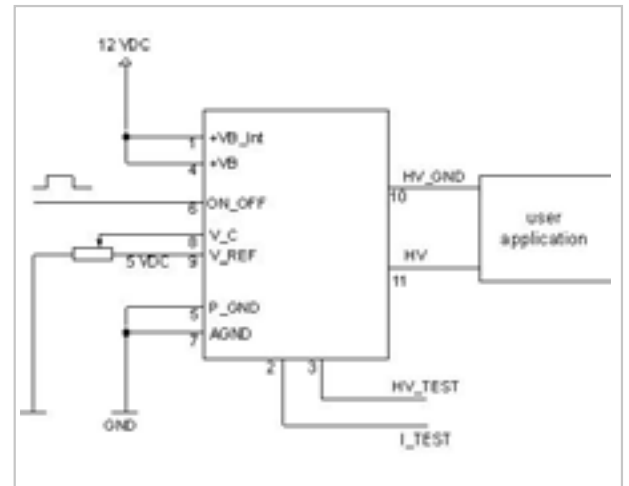 12 VDC
1 +VB_Int
4 +VB
6 ON_OFF
8 V_C
5 VDC 9 V_REF
5 P_GND
7 AGND
GND
HV_GND
10
HV
11
user
application
2 3
HV_TEST
I_TEST